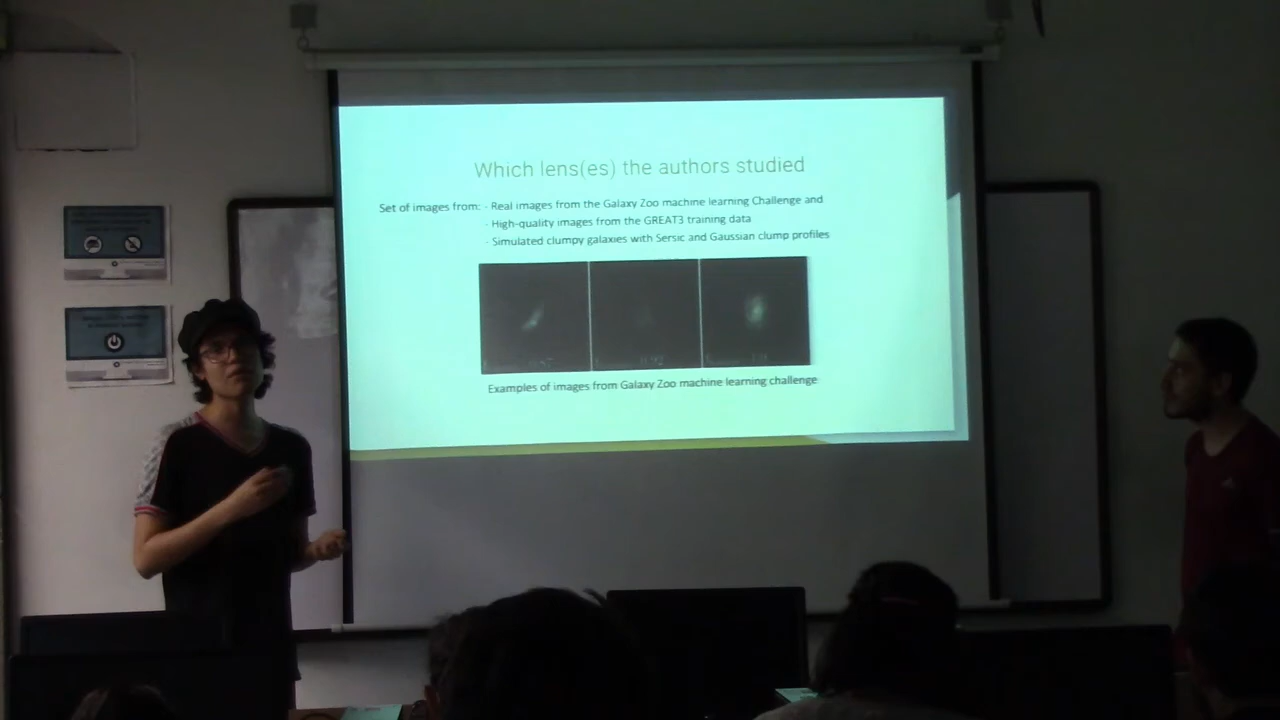 Which lens(es) the authors studied
Set of images from: - Real images from the Galaxy Zoo machine learning Challenge and
- High-quality images from the GREAT3 training data
- Simulated clumpy galaxies with Sersic and Gaussian clump profiles
Examples of images from Galaxy Zoo machine learning challenge